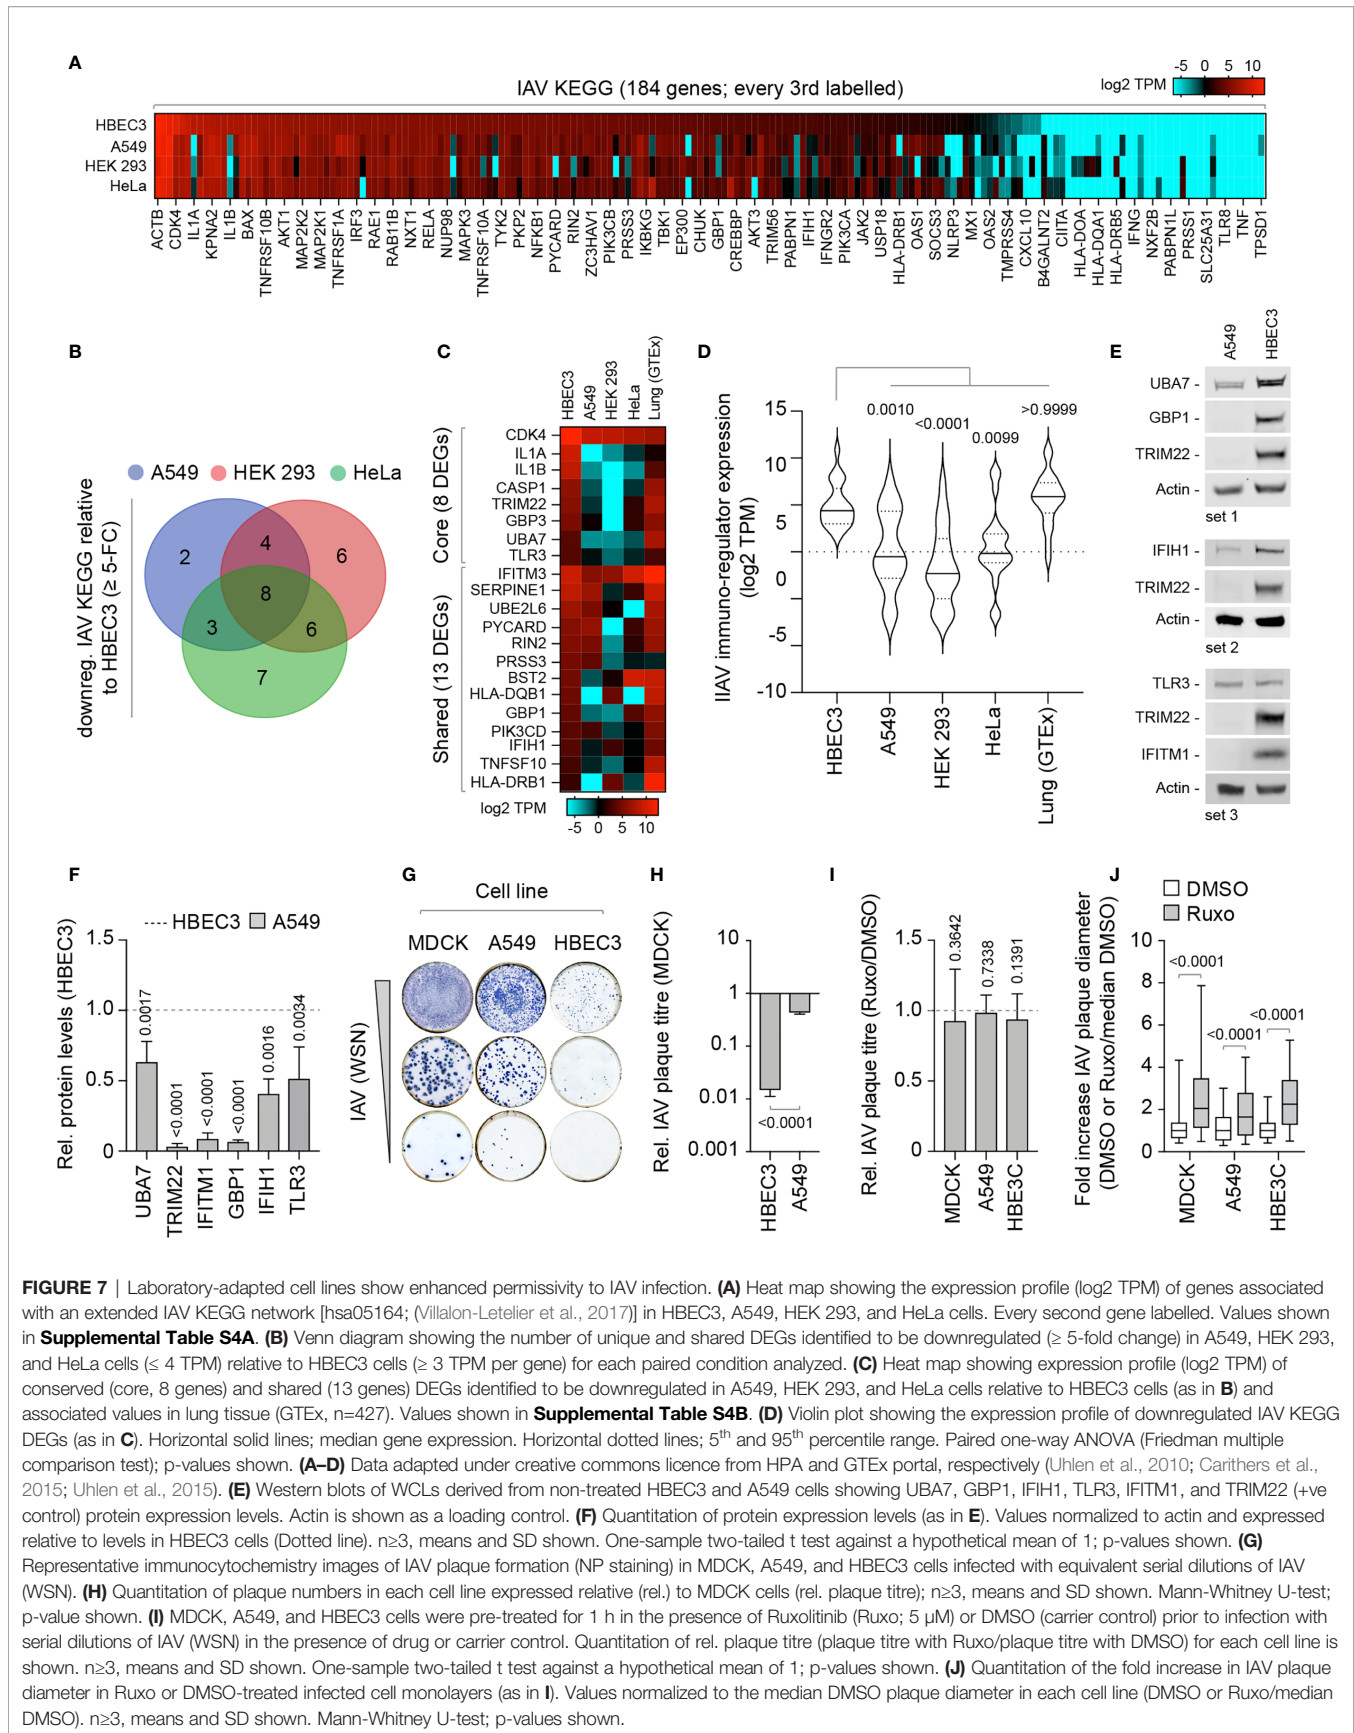 A
IAV KEGG (184 genes; every 3rd labelled)
log2 TPM
-5 0 5 10
HBEC3
A549
HEK 293
HeLa
ACTB
CDK4
IL1A
KPNA2
IL1B
BAX
TNFRSF10B
AKT1
MAP2K2
MAP2K1
TNFRSF1A
IRF3
RAE1
RAB11B
NXT1
RELA
NUP98
MAPK3
TNFRSF10A
TYK2
PKP2
NFKB1
PYCARD
RIN2
ZC3HAV1
PIK3CB
PRSS3
IKBKG
TBK1
EP300
CHUK
GBP1
CREBBP
AKT3
TRIM56
PABPN1
IFIH1
IFNGR2
PIK3CA
JAK2
USP18
HLA-DRB1
OAS1
SOCS3
NLRP3
MX1
OAS2
TMPRSS4
CXCL10
B4GALNT2
CIITA
HLA-DOA
HLA-DQA1
HLA-DRB5
IFNG
NXF2B
PABPN1L
PRSS1
SLC25A31
TLR8
TNF
TPSD1
B
A549 HEK 293 HeLa
downreg. IAV KEGG relative
to HBEC3 (≥ 5-FC)
2
4
6
8
3
6
7
C
HBEC3
A549
HEK 293
HeLa
Lung (GTEx)
Core (8 DEGs)
CDK4
IL1A
IL1B
CASP1
TRIM22
GBP3
UBA7
TLR3
Shared (13 DEGs)
IFITM3
SERPINE1
UBE2L6
PYCARD
RIN2
PRSS3
BST2
HLA-DQB1
GBP1
PIK3CD
IFIH1
TNFSF10
HLA-DRB1
log2 TPM
-5 0 5 10
D
IIAV immuno-regulator expression
(log2 TPM)
15
10
5
0
-5
-10
0.0010
<0.0001
0.0099
>0.9999
HBEC3
A549
HEK 293
HeLa
Lung (GTEx)
E
A549
HBEC3
UBA7 -
GBP1 -
TRIM22 -
Actin -
set 1
IFIH1 -
TRIM22 -
Actin -
set 2
TLR3 -
TRIM22 -
IFITM1 -
Actin -
set 3
F
HBEC3 A549
Rel. protein levels (HBEC3)
1.5
1.0
0.5
0
0.0017
<0.0001
<0.0001
<0.0001
0.0016
0.0034
UBA7
TRIM22
IFITM1
GBP1
IFIH1
TLR3
G
Cell line
MDCK A549 HBEC3
IAV (WSN)
H
Rel. IAV plaque titre (MDCK)
10
1
0.1
0.01
0.001
<0.0001
HBEC3
A549
I
Rel. IAV plaque titre (Ruxo/DMSO)
1.5
1.0
0.5
0
0.3642
0.7338
0.1391
MDCK
A549
HBE3C
J
DMSO
Ruxo
Fold increase IAV plaque diameter
(DMSO or Ruxo/median DMSO)
10
8
6
4
2
0
<0.0001
<0.0001
<0.0001
MDCK
A549
HBE3C
FIGURE 7 | Laboratory-adapted cell lines show enhanced permissivity to IAV infection. (A) Heat map showing the expression profile (log2 TPM) of genes associated
with an extended IAV KEGG network [hsa05164; (Villalon-Letelier et al., 2017)] in HBEC3, A549, HEK 293, and HeLa cells. Every second gene labelled. Values shown
in Supplemental Table S4A. (B) Venn diagram showing the number of unique and shared DEGs identified to be downregulated (≥ 5-fold change) in A549, HEK 293,
and HeLa cells (≤ 4 TPM) relative to HBEC3 cells (≥ 3 TPM per gene) for each paired condition analyzed. (C) Heat map showing expression profile (log2 TPM) of
conserved (core, 8 genes) and shared (13 genes) DEGs identified to be downregulated in A549, HEK 293, and HeLa cells relative to HBEC3 cells (as in B) and
associated values in lung tissue (GTEx, n=427). Values shown in Supplemental Table S4B. (D) Violin plot showing the expression profile of downregulated IAV KEGG
DEGs (as in C). Horizontal solid lines; median gene expression. Horizontal dotted lines; 5th and 95th percentile range. Paired one-way ANOVA (Friedman multiple
comparison test); p-values shown. (A–D) Data adapted under creative commons licence from HPA and GTEx portal, respectively (Uhlen et al., 2010; Carithers et al.,
2015; Uhlen et al., 2015). (E) Western blots of WCLs derived from non-treated HBEC3 and A549 cells showing UBA7, GBP1, IFIH1, TLR3, IFITM1, and TRIM22 (+ve
control) protein expression levels. Actin is shown as a loading control. (F) Quantitation of protein expression levels (as in E). Values normalized to actin and expressed
relative to levels in HBEC3 cells (Dotted line). n≥3, means and SD shown. One-sample two-tailed t test against a hypothetical mean of 1; p-values shown. (G)
Representative immunocytochemistry images of IAV plaque formation (NP staining) in MDCK, A549, and HBEC3 cells infected with equivalent serial dilutions of IAV
(WSN). (H) Quantitation of plaque numbers in each cell line expressed relative (rel.) to MDCK cells (rel. plaque titre); n≥3, means and SD shown. Mann-Whitney U-test;
p-value shown. (I) MDCK, A549, and HBEC3 cells were pre-treated for 1 h in the presence of Ruxolitinib (Ruxo; 5 µM) or DMSO (carrier control) prior to infection with
serial dilutions of IAV (WSN) in the presence of drug or carrier control. Quantitation of rel. plaque titre (plaque titre with Ruxo/plaque titre with DMSO) for each cell line is
shown. n≥3, means and SD shown. One-sample two-tailed t test against a hypothetical mean of 1; p-values shown. (J) Quantitation of the fold increase in IAV plaque
diameter in Ruxo or DMSO-treated infected cell monolayers (as in I). Values normalized to the median DMSO plaque diameter in each cell line (DMSO or Ruxo/median
DMSO). n≥3, means and SD shown. Mann-Whitney U-test; p-values shown.